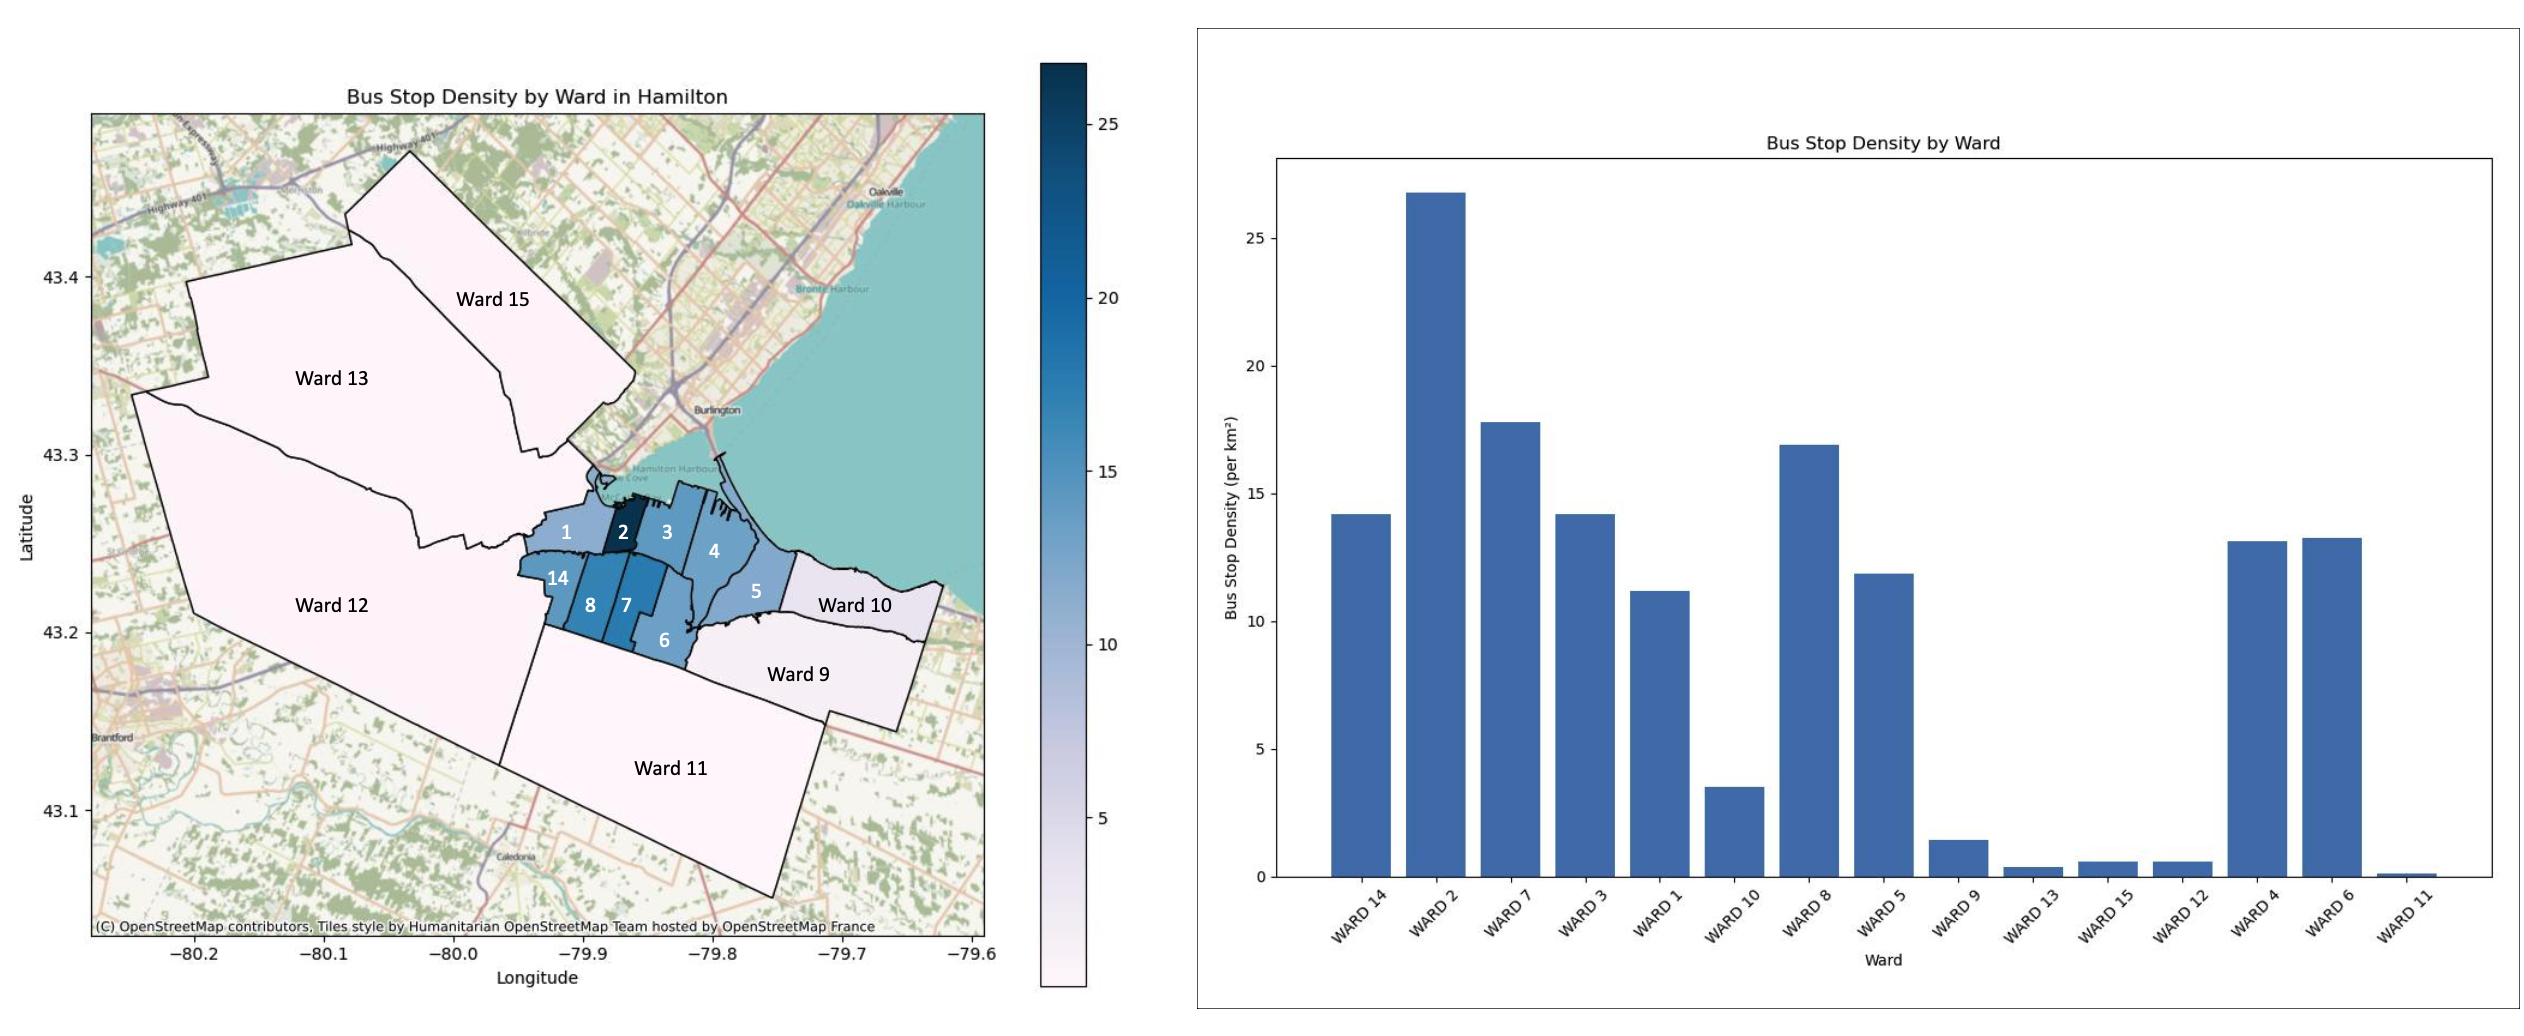 Bus Stop Density by Ward in Hamilton
Highway 401
Highway 401
Morriston
Oakville
Oakville Harbour
Bronte Harbour
Burlington
Hamilton Harbour
Cove
Brantford
Caledonia
Ward 15
Ward 13
Ward 12
1
2
3
4
14
8
7
5
6
Ward 10
Ward 9
Ward 11
(C) OpenStreetMap contributors, Tiles style by Humanitarian OpenStreetMap Team hosted by OpenStreetMap France
43.4
43.3
43.2
43.1
Latitude
−80.2 −80.1 −80.0 −79.9 −79.8 −79.7 −79.6
Longitude
25
20
15
10
5
Bus Stop Density by Ward
Bus Stop Density (per km²)
25
20
15
10
5
0
WARD 14 WARD 2 WARD 7 WARD 3 WARD 1 WARD 10 WARD 8 WARD 5 WARD 9 WARD 13 WARD 15 WARD 12 WARD 4 WARD 6 WARD 11
Ward